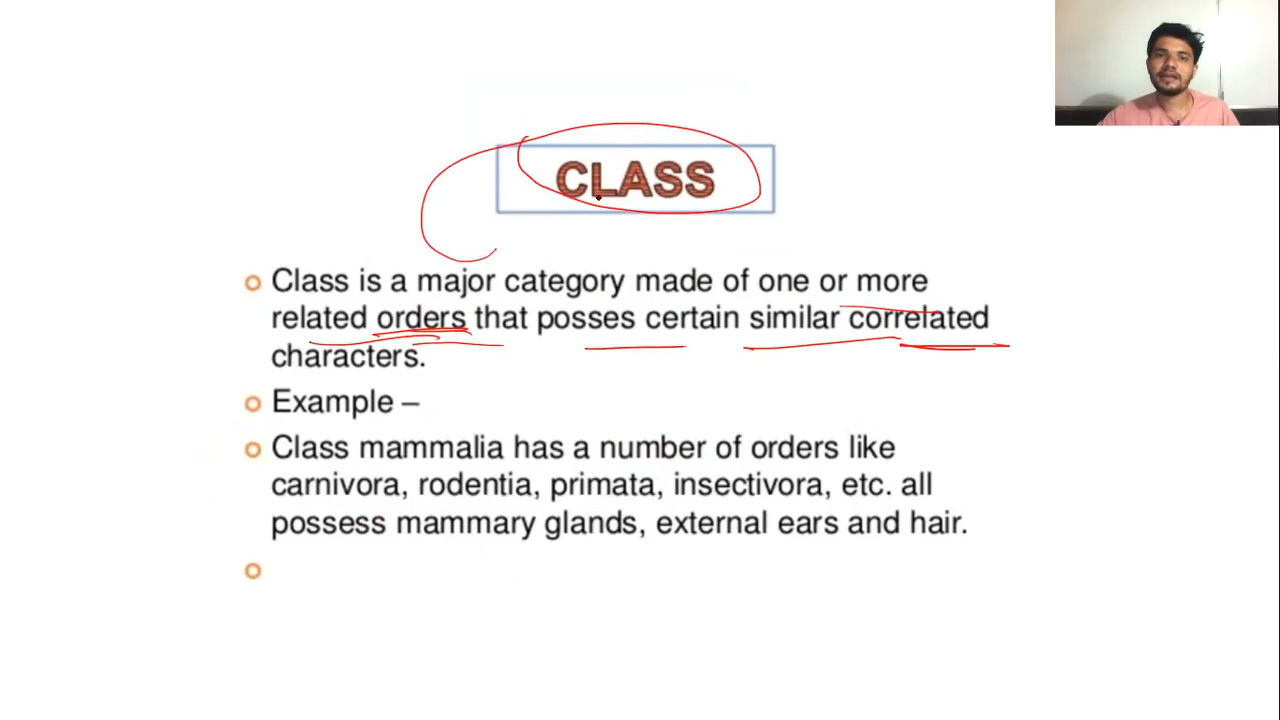 CLASS
Class is a major category made of one or more
related orders that posses certain similar correlated
characters.
Example –
Class mammalia has a number of orders like
carnivora, rodentia, primata, insectivora, etc. all
possess mammary glands, external ears and hair.